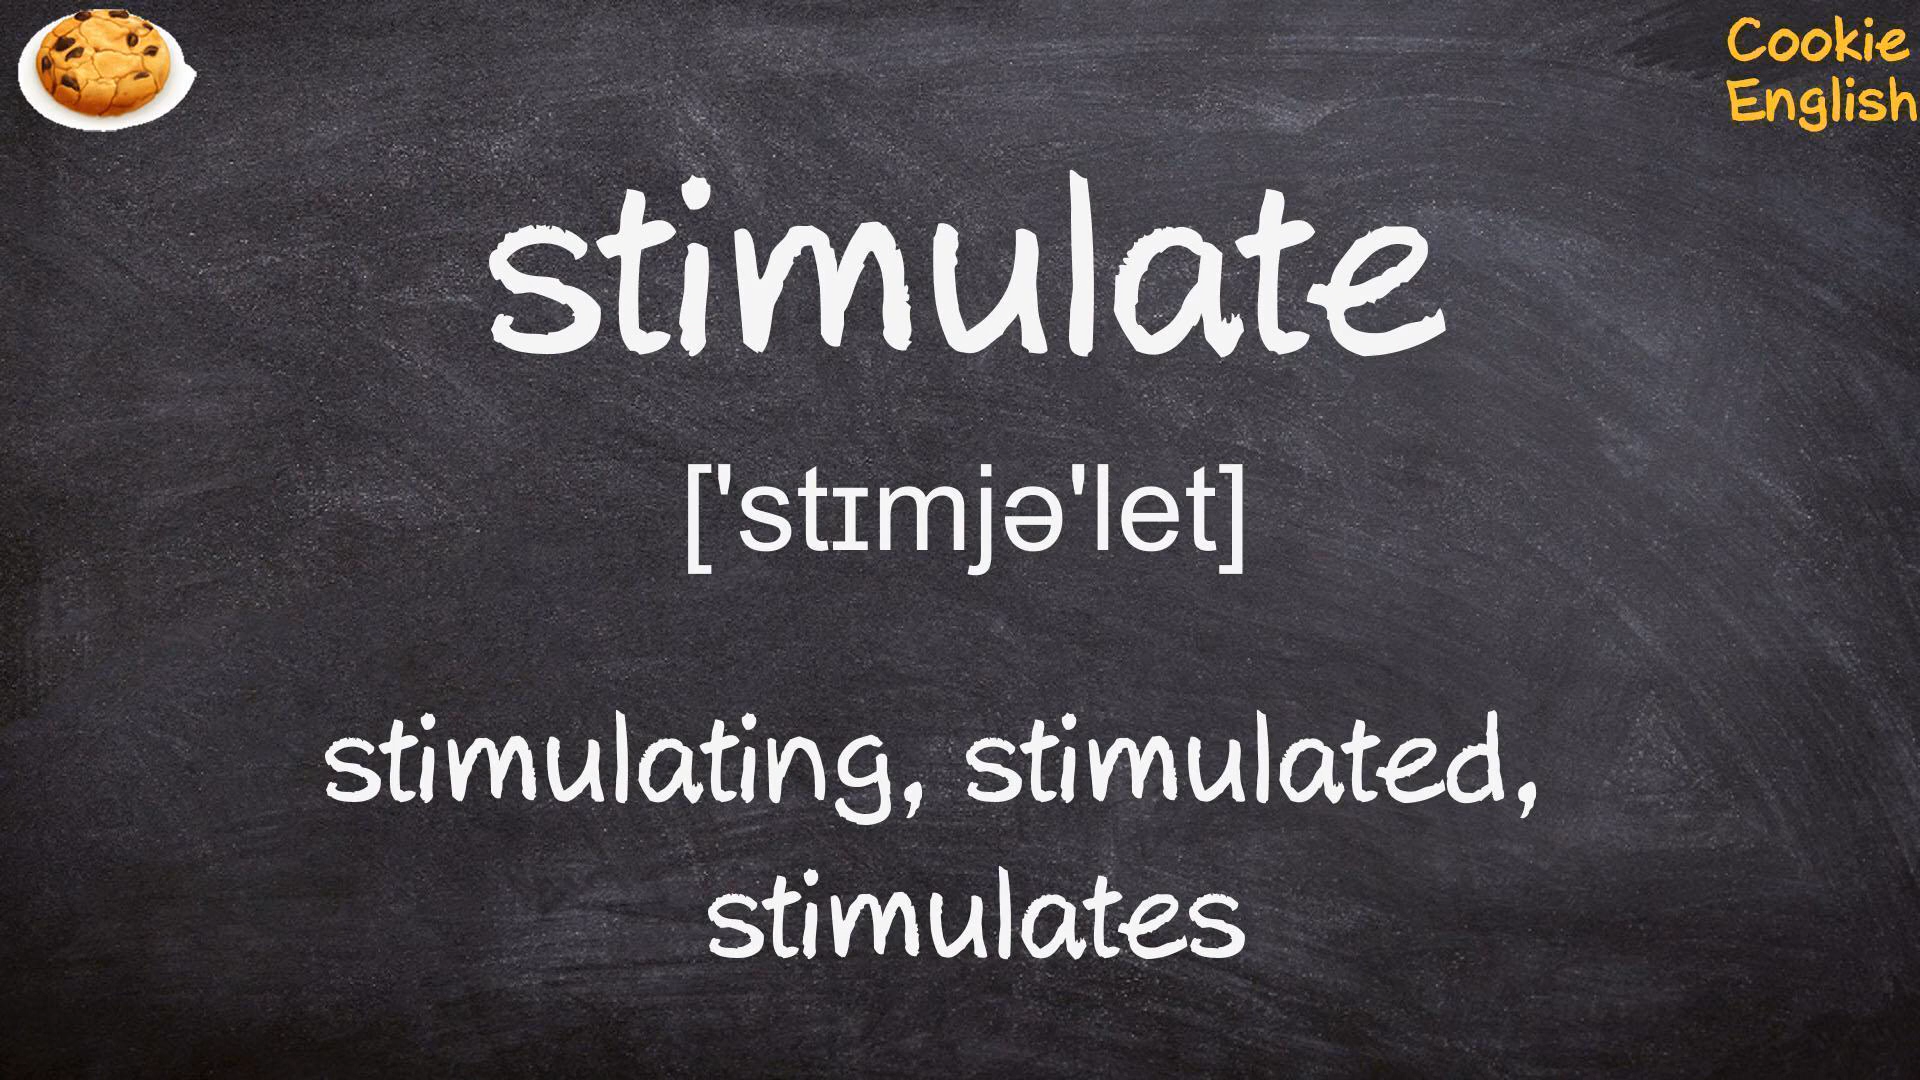 Cookie
English
stimulate
['stɪmjə'let]
stimulating, stimulated,
stimulates